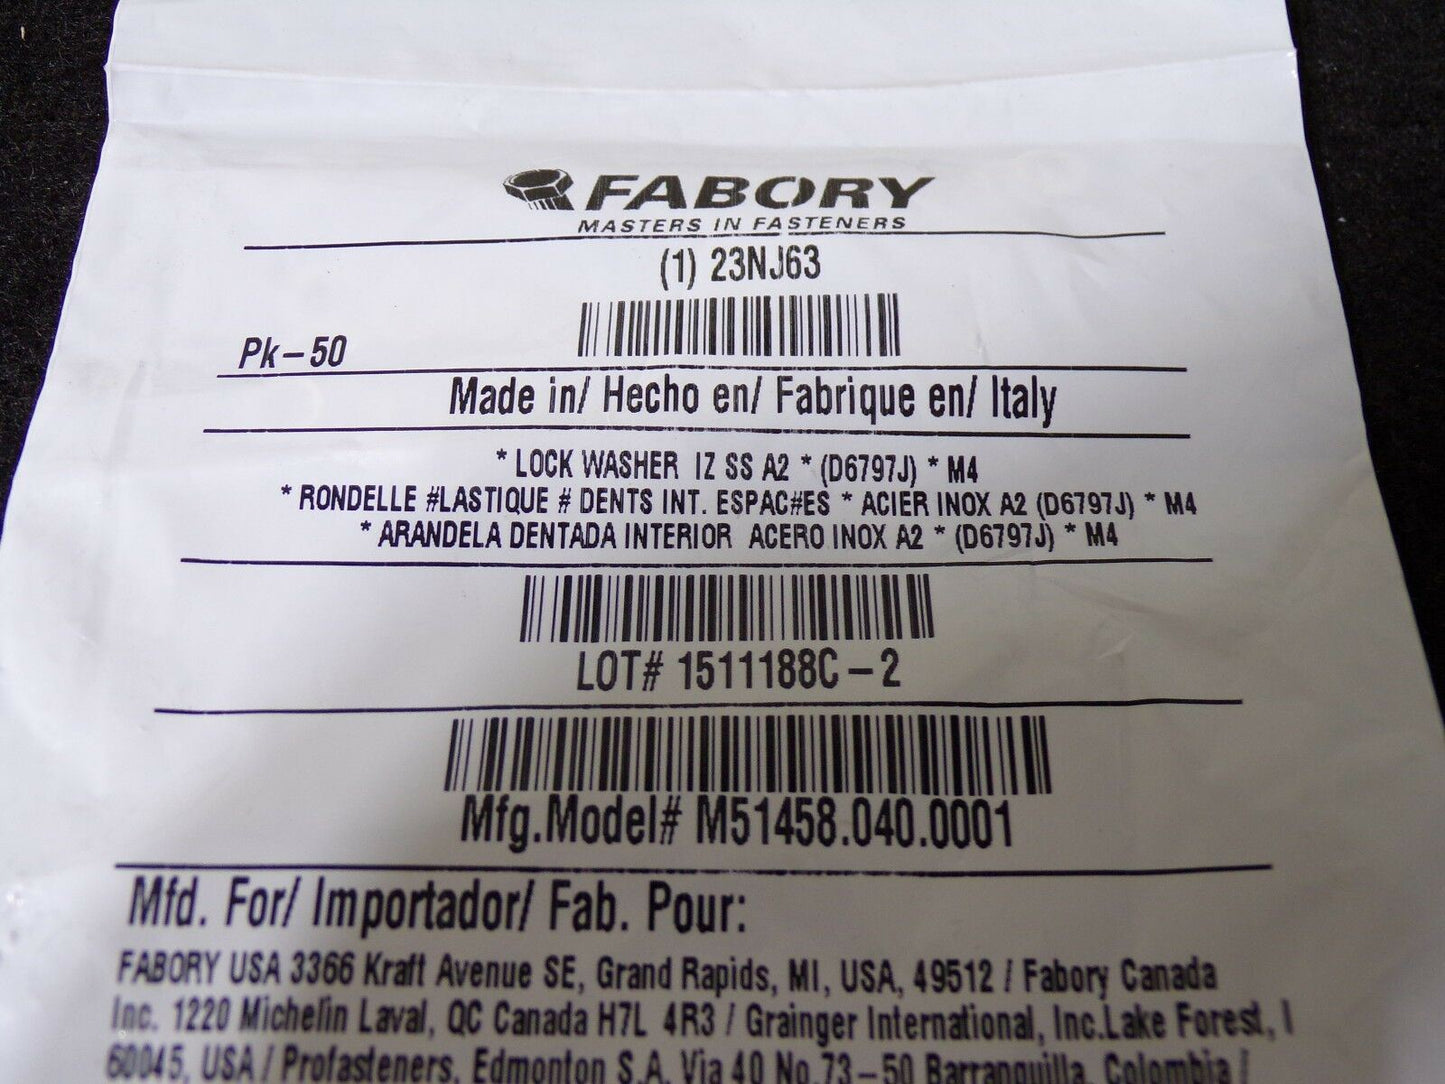 FABORY
MASTERS IN FASTENERS
(1) 23NJ63
Pk-50
Made in/ Hecho en/ Fabrique en/ Italy
* LOCK WASHER IZ SS A2 * (D6797J) * M4
* RONDELLE #LASTIQUE # DENTS INT. ESPAC#ES * ACIER INOX A2 (D6797J) * M4
* ARANDELA DENTADA INTERIOR ACERO INOX A2 * (D6797J) * M4
LOT# 1511188C-2
Mfg.Model# M51458.040.0001
Mfd. For/ Importador/ Fab. Pour:
FABORY USA 3366 Kraft Avenue SE, Grand Rapids, MI, USA, 49512 / Fabory Canada
Inc. 1220 Michelin Laval, QC Canada H7L 4R3 / Grainger International, Inc.Lake Forest, I
60045, USA / Profasteners. Edmonton S.A. Via 40 No.73-50 Barranquilla, Colombia /